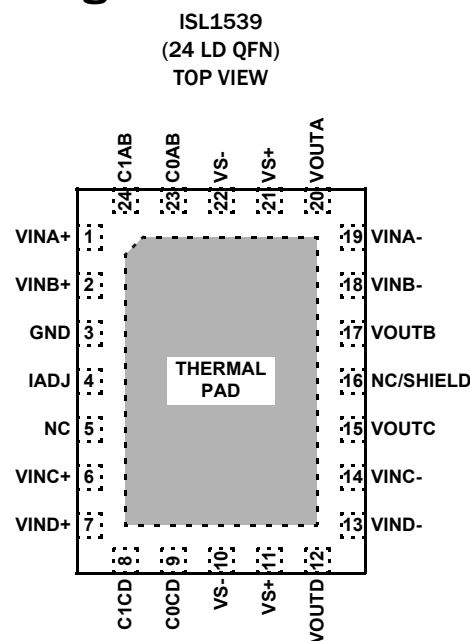 ISL1539
(24 LD QFN)
TOP VIEW
24 C1AB
23 C0AB
22 VS-
21 VS+
20 VOUTA
VINA+ 1
VINB+ 2
GND 3
IADJ 4
NC 5
VINC+ 6
VIND+ 7
THERMAL
PAD
19 VINA-
18 VINB-
17 VOUTB
16 NC/SHIELD
15 VOUTC
14 VINC-
13 VIND-
C1CD 8
C0CD 9
VS- 10
VS+ 11
VOUTD 12